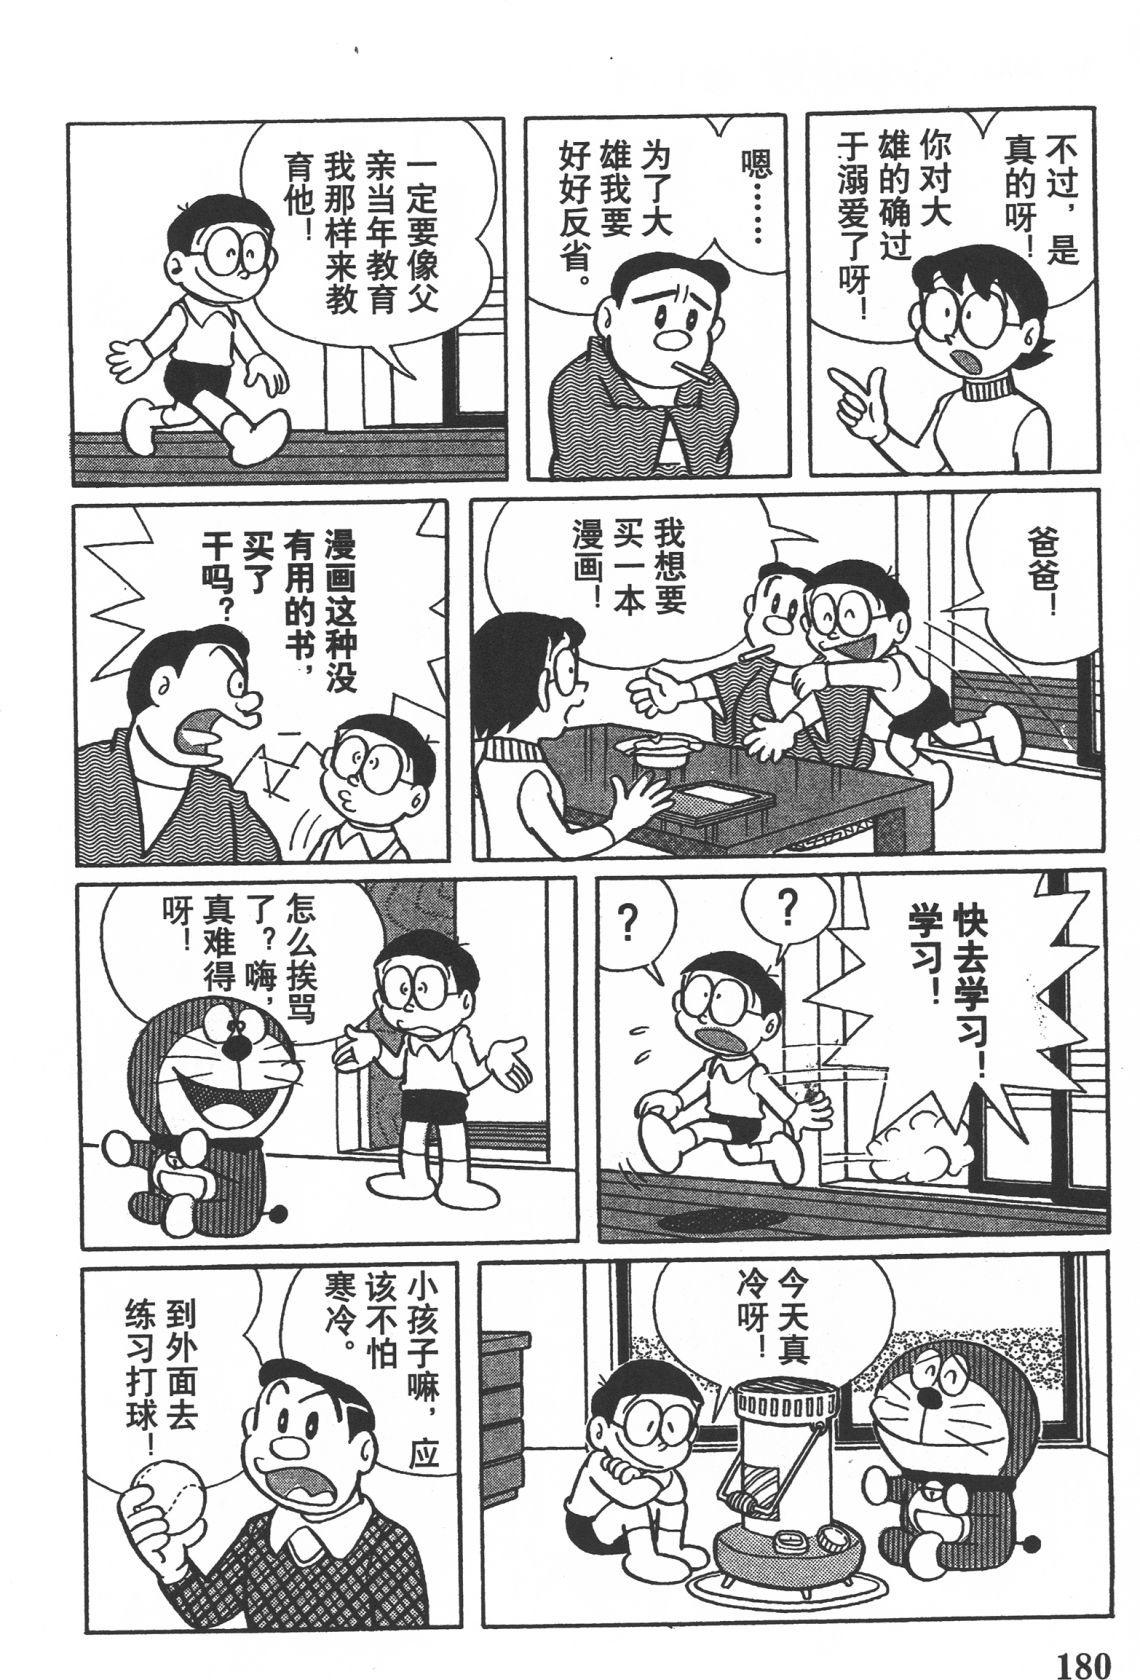 不过，是
真的呀！
你对大
雄的确过
于溺爱了呀！
嗯……
为了大
雄我要
好好反省。
一定要像父
亲当年教育
我那样来教
育他！
爸爸！
我想要
买一本
漫画！
漫画这种没
有用的书，
买了
干吗？
快去学习！
学习！
？
？
怎么挨骂
了？嗨，
真难得
呀！
今天真
冷呀！
小孩子嘛，应
该不怕
寒冷。
到外面去
练习打球！
180